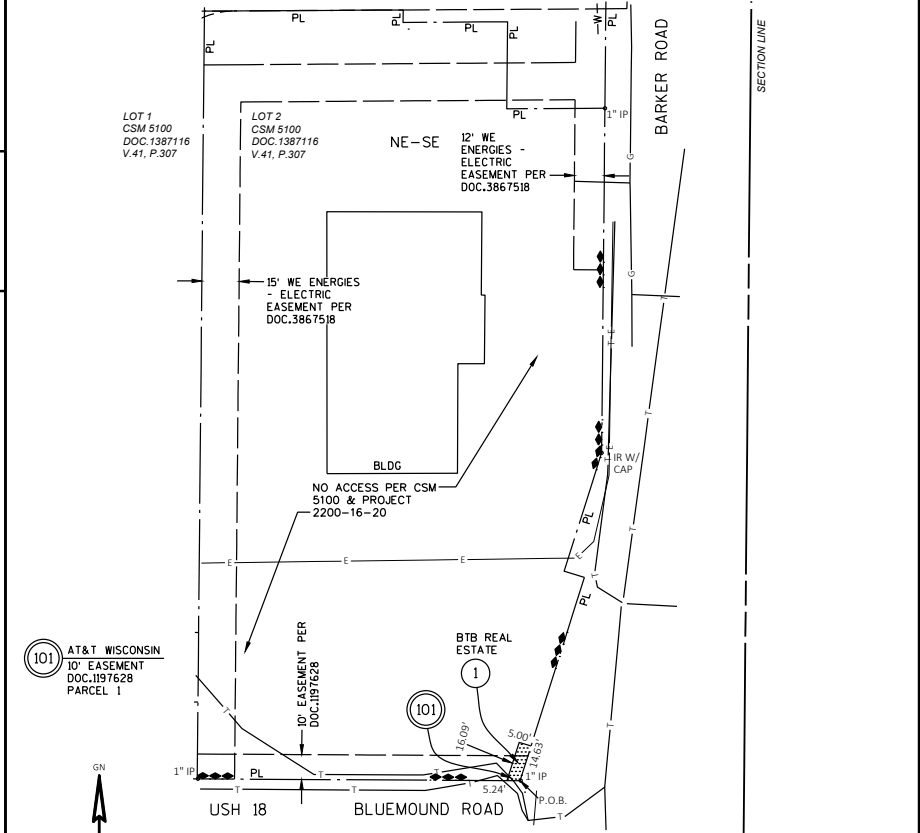 PL
PL
PL
PL
PL
W
PL
BARKER ROAD
SECTION LINE
LOT 1
CSM 5100
DOC.1387116
V.41, P.307
LOT 2
CSM 5100
DOC.1387116
V.41, P.307
NE-SE
PL
1" IP
12' WE
ENERGIES -
ELECTRIC
EASEMENT PER
DOC.3867518
G
G
15' WE ENERGIES
- ELECTRIC
EASEMENT PER
DOC.3867518
T
T E
T
BLDG
T E
IR W/
CAP
NO ACCESS PER CSM
5100 & PROJECT
2200-16-20
PL
T
E
E
E
E
T
PL
101
AT&T WISCONSIN
10' EASEMENT
DOC.1197628
PARCEL 1
10' EASEMENT PER
DOC.1197628
BTB REAL
ESTATE
1
101
T
T
16.09'
5.00'
14.63'
GN
1" IP
PL
T
T
T
1" IP
5.24'
P.O.B.
T
T
T
USH 18
BLUEMOUND ROAD